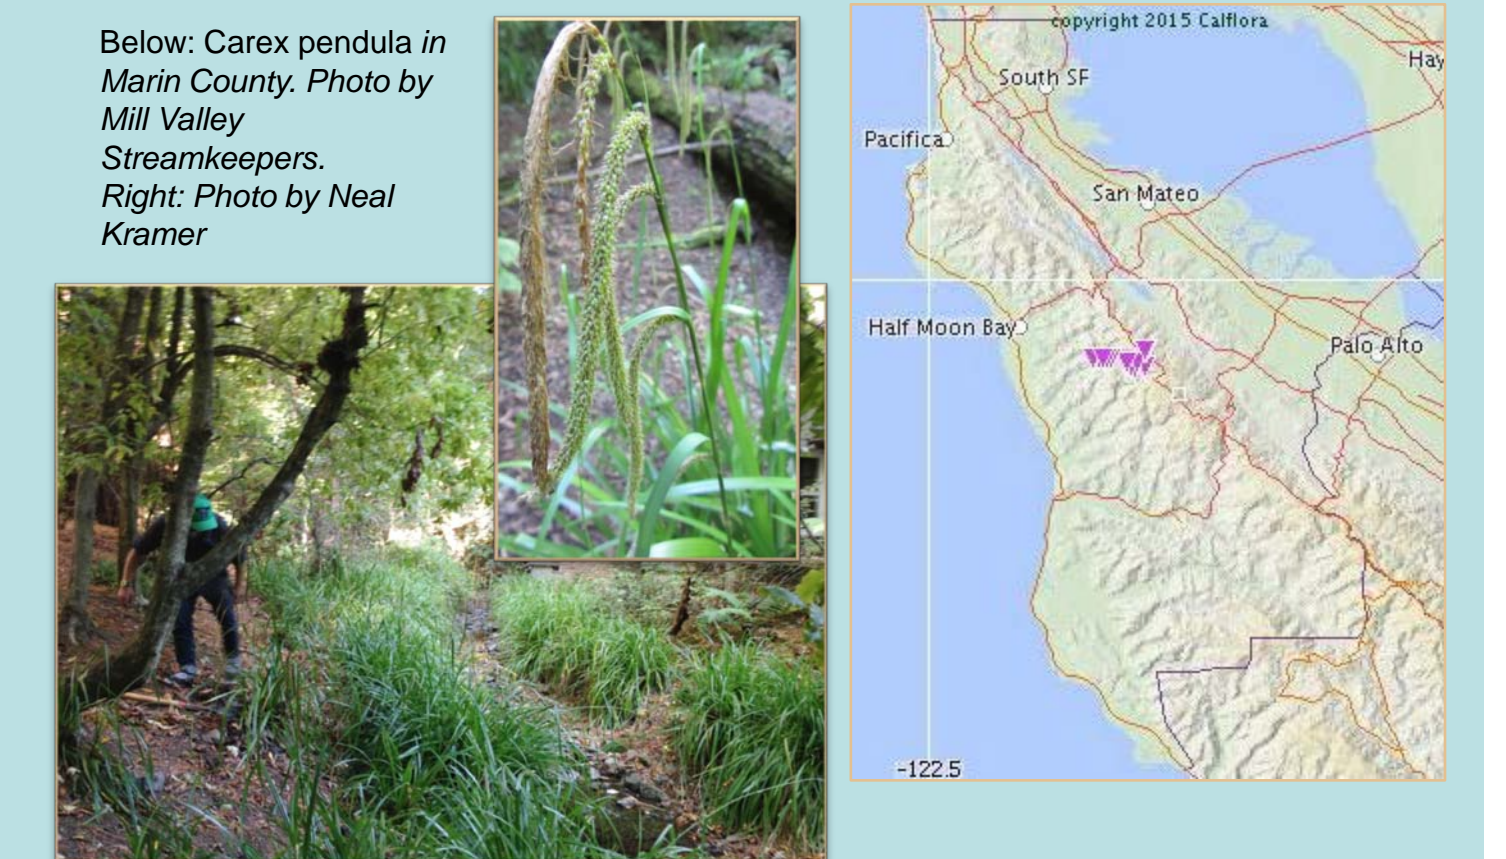 Below: Carex pendula in
Marin County. Photo by
Mill Valley
Streamkeepers.
Right: Photo by Neal
Kramer
copyright 2015 Calflora
Hay
South SF
Pacifica
San Mateo
Half Moon Bay
Palo Alto
-122.5